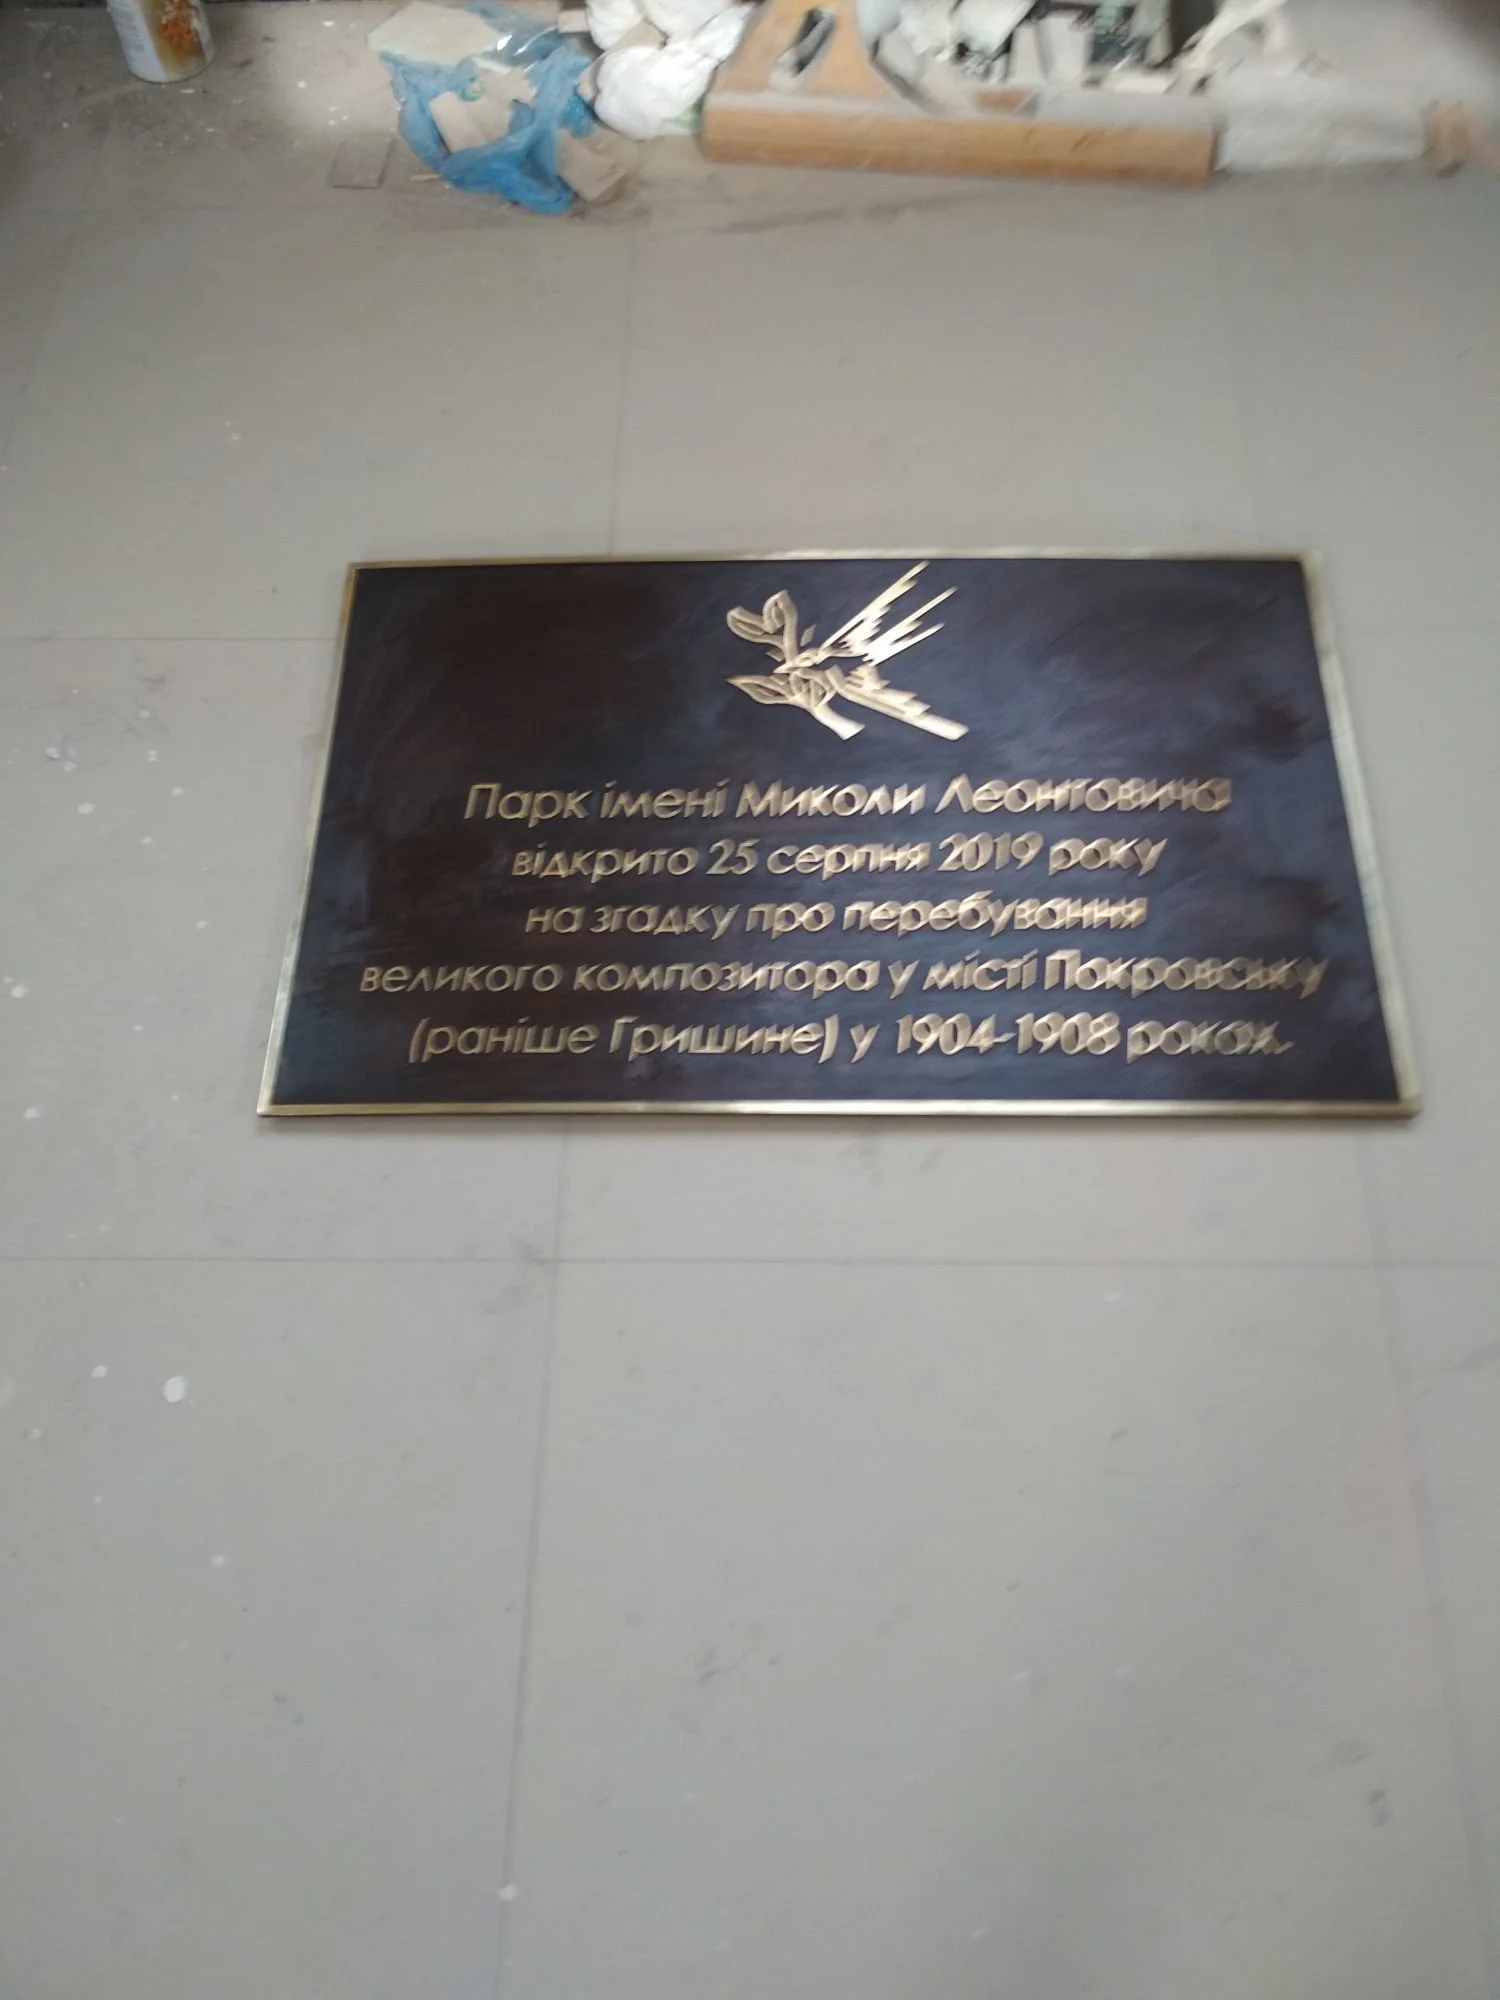 Парк імені Миколи Леонтовича
відкрито 25 серпня 2019 року
на згадку про перебування
великого композитора у місті Покровську
(раніше Гришине) у 1904-1908 роках.